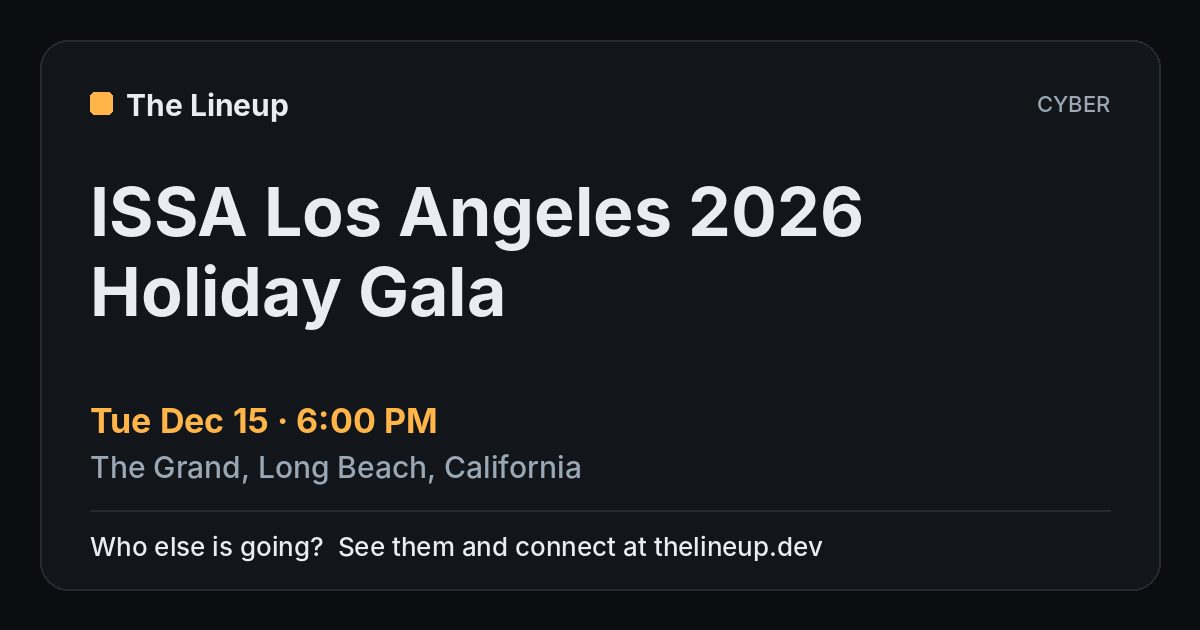 The Lineup
CYBER
ISSA Los Angeles 2026
Holiday Gala
Tue Dec 15 · 6:00 PM
The Grand, Long Beach, California
Who else is going? See them and connect at thelineup.dev